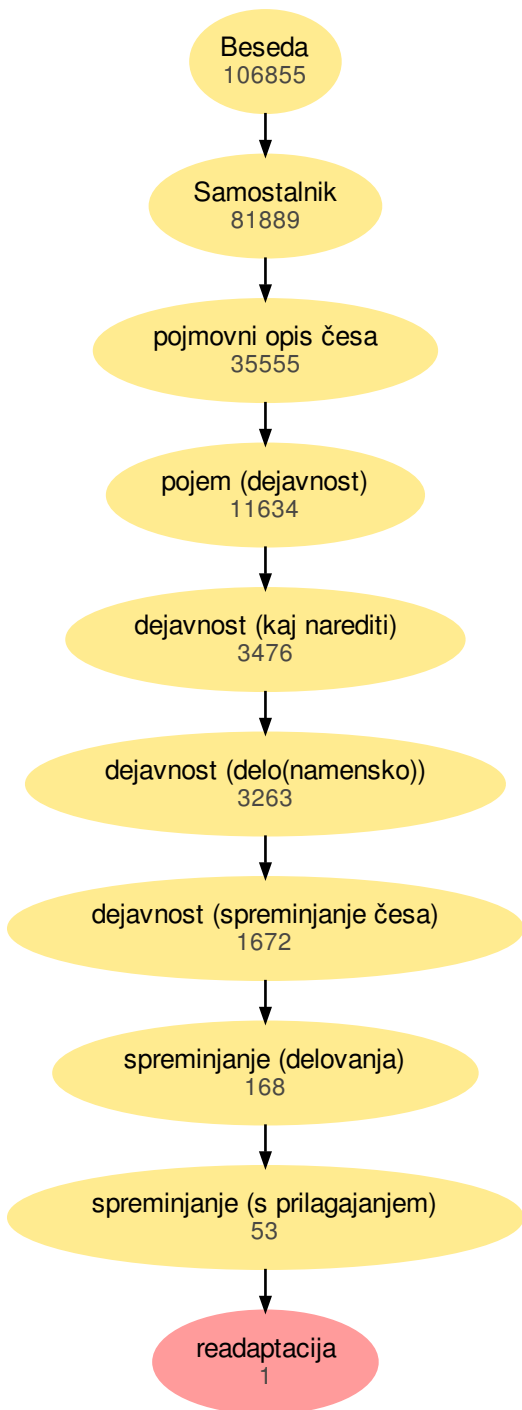 Beseda
106855
Samostalnik
81889
pojmovni opis česa
35555
pojem (dejavnost)
11634
dejavnost (kaj narediti)
3476
dejavnost (delo(namensko))
3263
dejavnost (spreminjanje česa)
1672
spreminjanje (delovanja)
168
spreminjanje (s prilagajanjem)
53
readaptacija
1